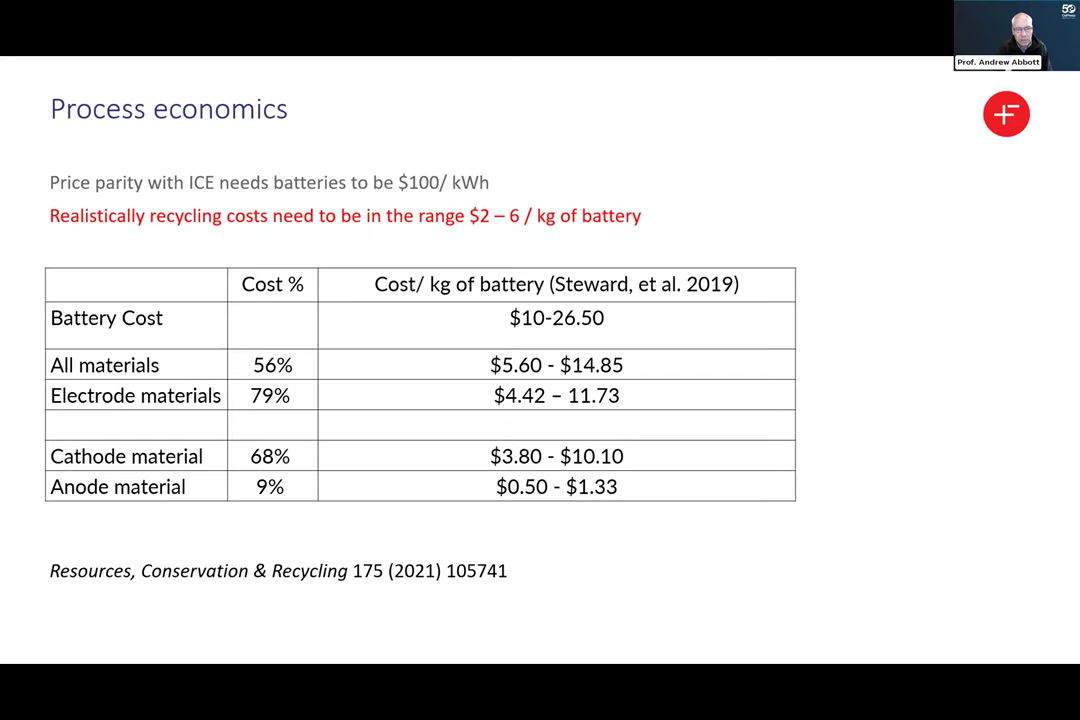 50
Prof. Andrew Abbott
Process economics
Price parity with ICE needs batteries to be $100/ kWh
Realistically recycling costs need to be in the range $2 – 6 / kg of battery
Cost % Cost/ kg of battery (Steward, et al. 2019)
Battery Cost $10-26.50
All materials 56% $5.60 - $14.85
Electrode materials 79% $4.42 – 11.73
Cathode material 68% $3.80 - $10.10
Anode material 9% $0.50 - $1.33
Resources, Conservation & Recycling 175 (2021) 105741